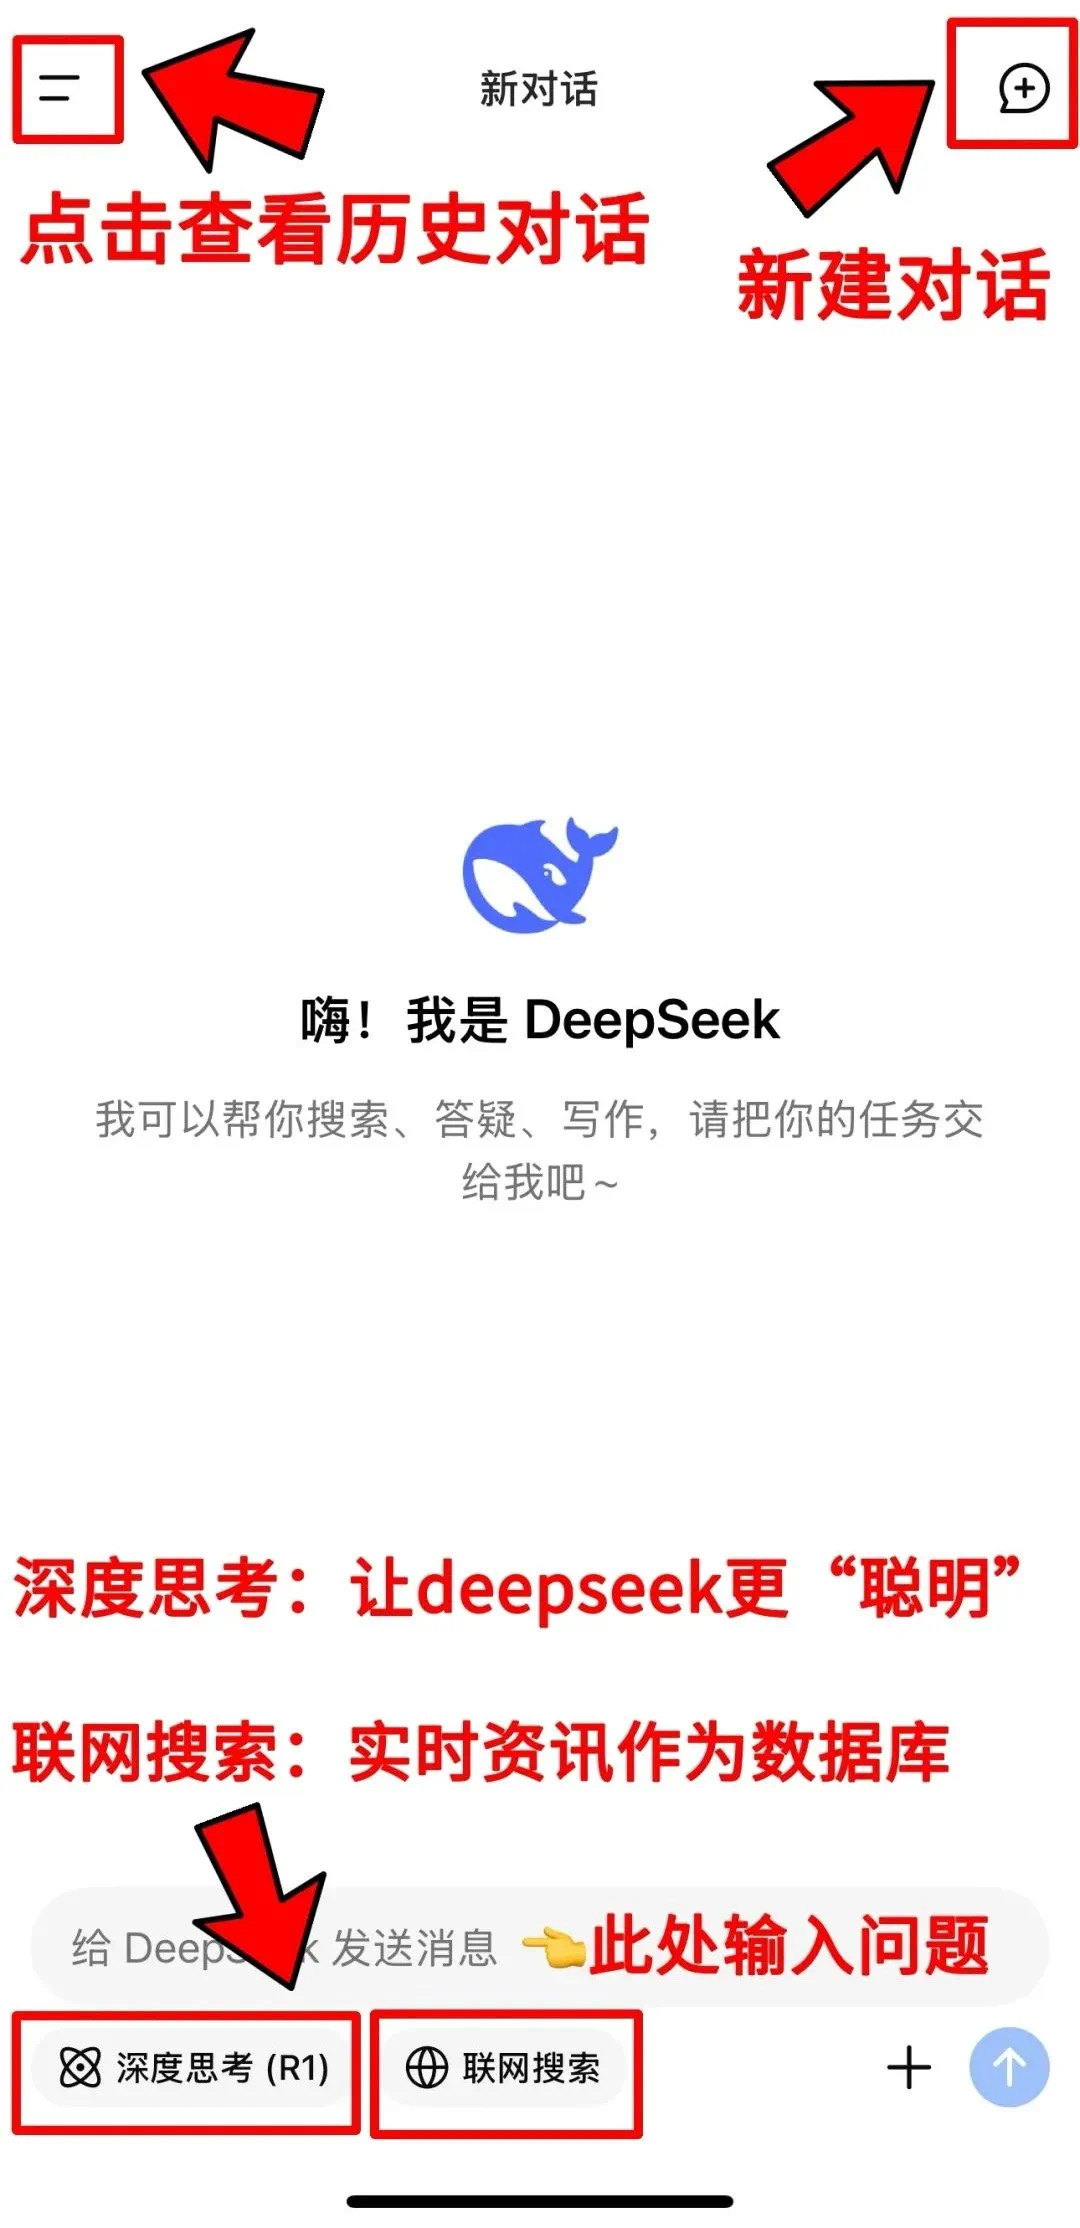 新对话
点击查看历史对话
新建对话
嗨！我是 DeepSeek
我可以帮你搜索、答疑、写作，请把你的任务交
给我吧～
深度思考：让deepseek更“聪明”
联网搜索：实时资讯作为数据库
给 DeepSeek 发送消息 此处输入问题
深度思考 (R1) 联网搜索